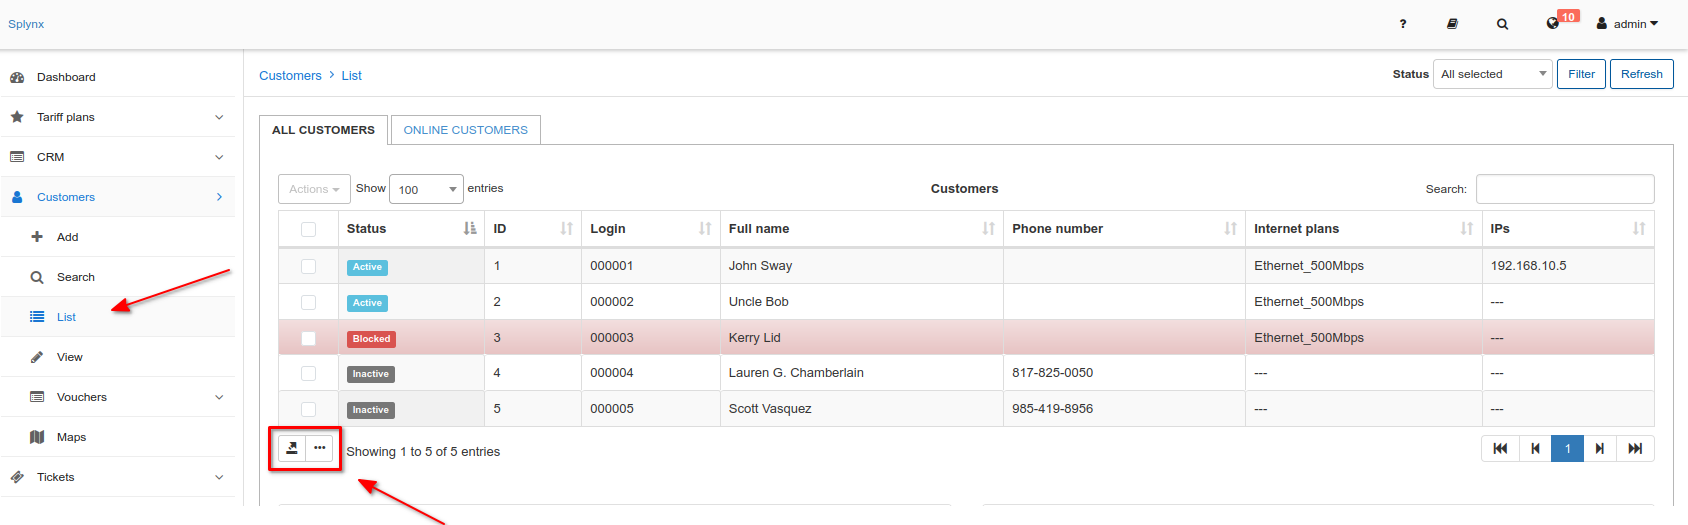 Splynx
? 10 admin
Dashboard
Tariff plans
CRM
Customers
Add
Search
List
View
Vouchers
Maps
Tickets
Customers > List
Status All selected Filter Refresh
ALL CUSTOMERS ONLINE CUSTOMERS
Actions Show 100 entries Customers Search:
Status ID Login Full name Phone number Internet plans IPs
Active 1 000001 John Sway Ethernet_500Mbps 192.168.10.5
Active 2 000002 Uncle Bob Ethernet_500Mbps ---
Blocked 3 000003 Kerry Lid Ethernet_500Mbps ---
Inactive 4 000004 Lauren G. Chamberlain 817-825-0050 --- ---
Inactive 5 000005 Scott Vasquez 985-419-8956 --- ---
Showing 1 to 5 of 5 entries 1